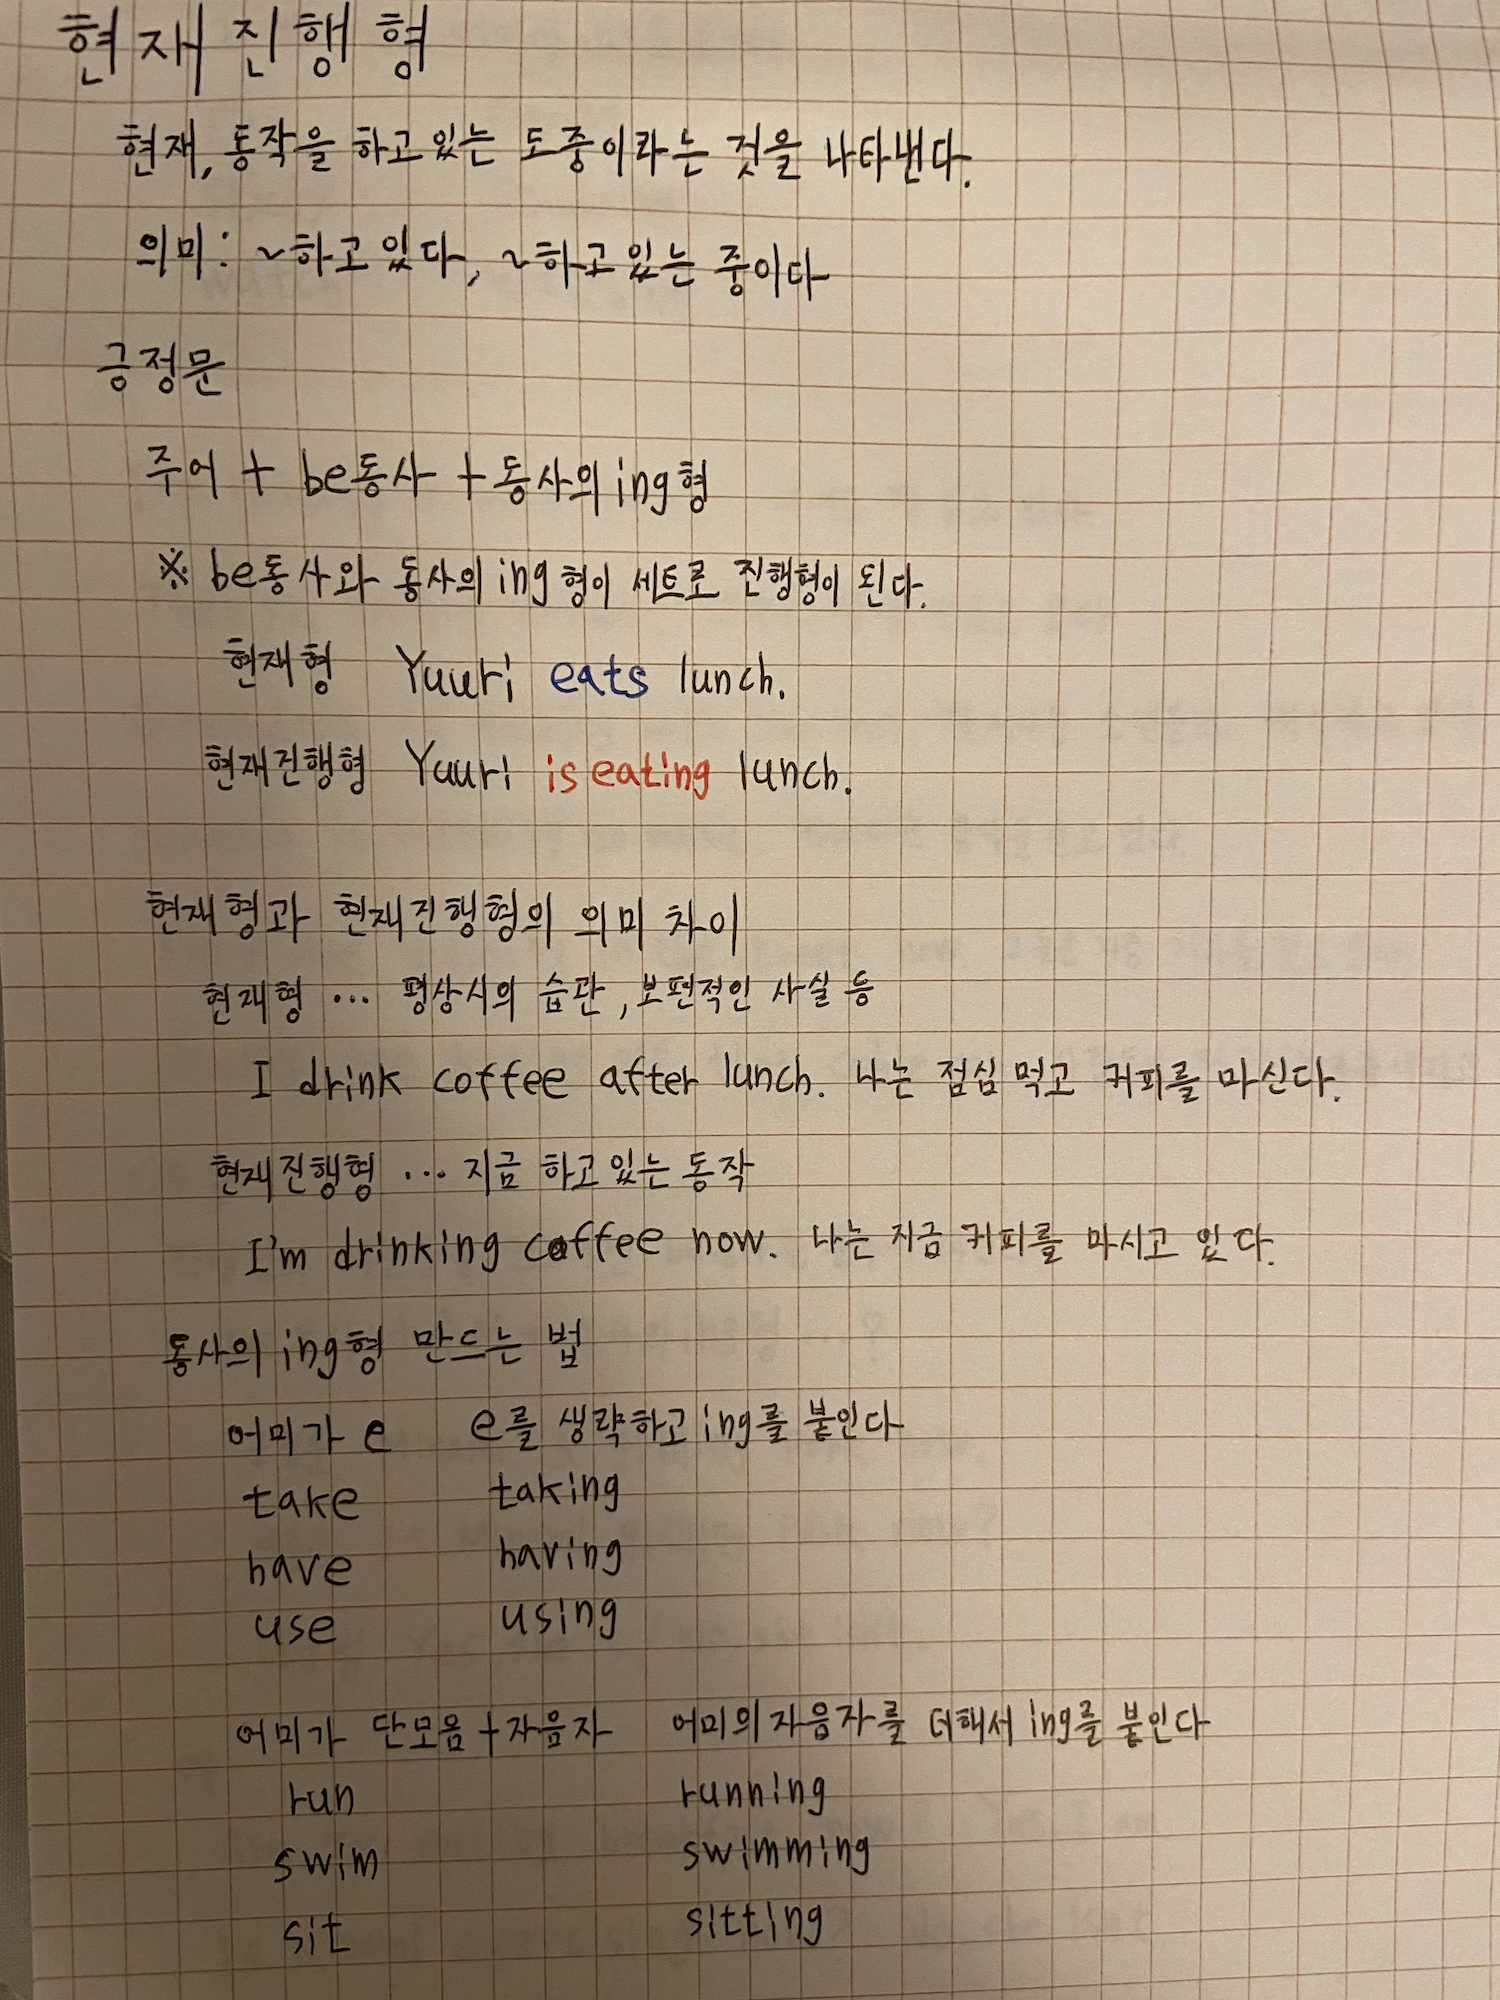 현재진행형
현재, 동작을 하고 있는 도중이라는 것을 나타낸다.
의미: ~하고 있다, ~하고 있는 중이다
긍정문
주어 + be동사 + 동사의 ing형
※ be동사와 동사의 ing형이 세트로 진행형이 된다.
현재형 Yuuri eats lunch.
현재진행형 Yuuri is eating lunch.
현재형과 현재진행형의 의미 차이
현재형 … 평상시의 습관, 보편적인 사실 등
I drink coffee after lunch. 나는 점심 먹고 커피를 마신다.
현재진행형 … 지금 하고 있는 동작
I'm drinking coffee now. 나는 지금 커피를 마시고 있다.
동사의 ing형 만드는 법
어미가 e e를 생략하고 ing를 붙인다
take taking
have having
use using
어미가 단모음+자음자 어미의 자음자를 더해서 ing를 붙인다
run running
swim swimming
sit sitting